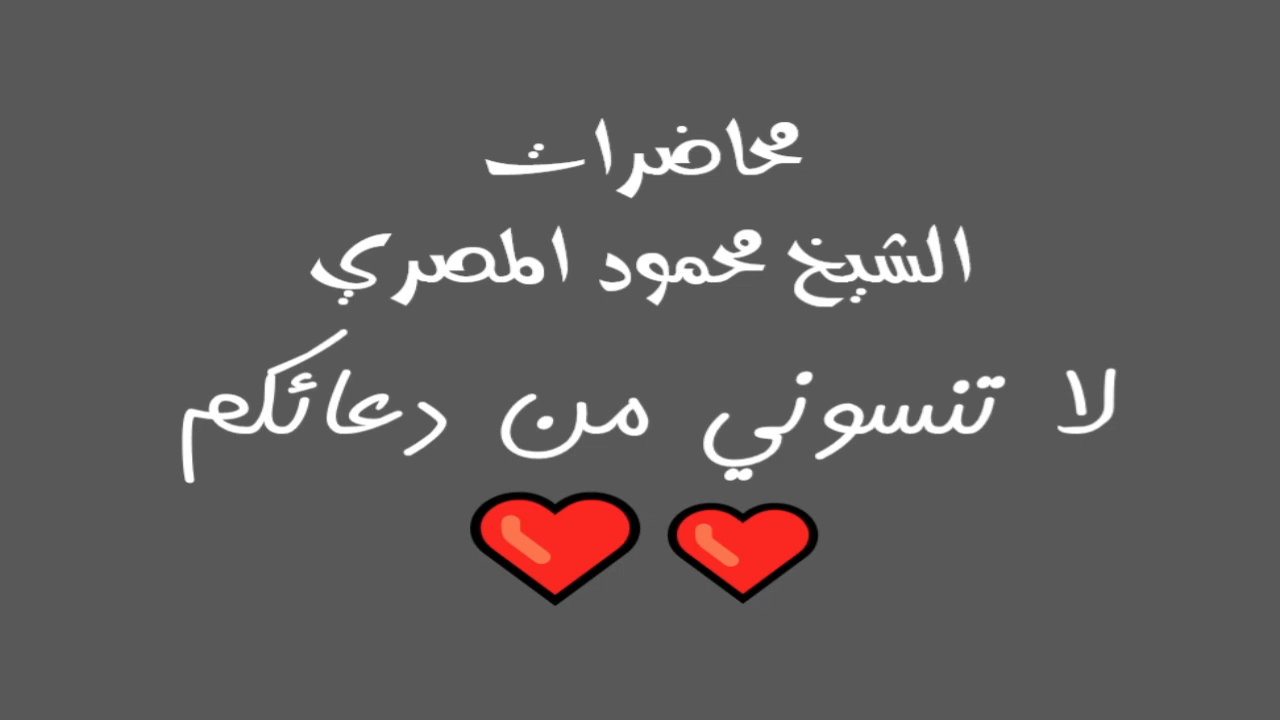 محاضرات
الشيخ محمود المصري
لا تنسوني من دعائكم